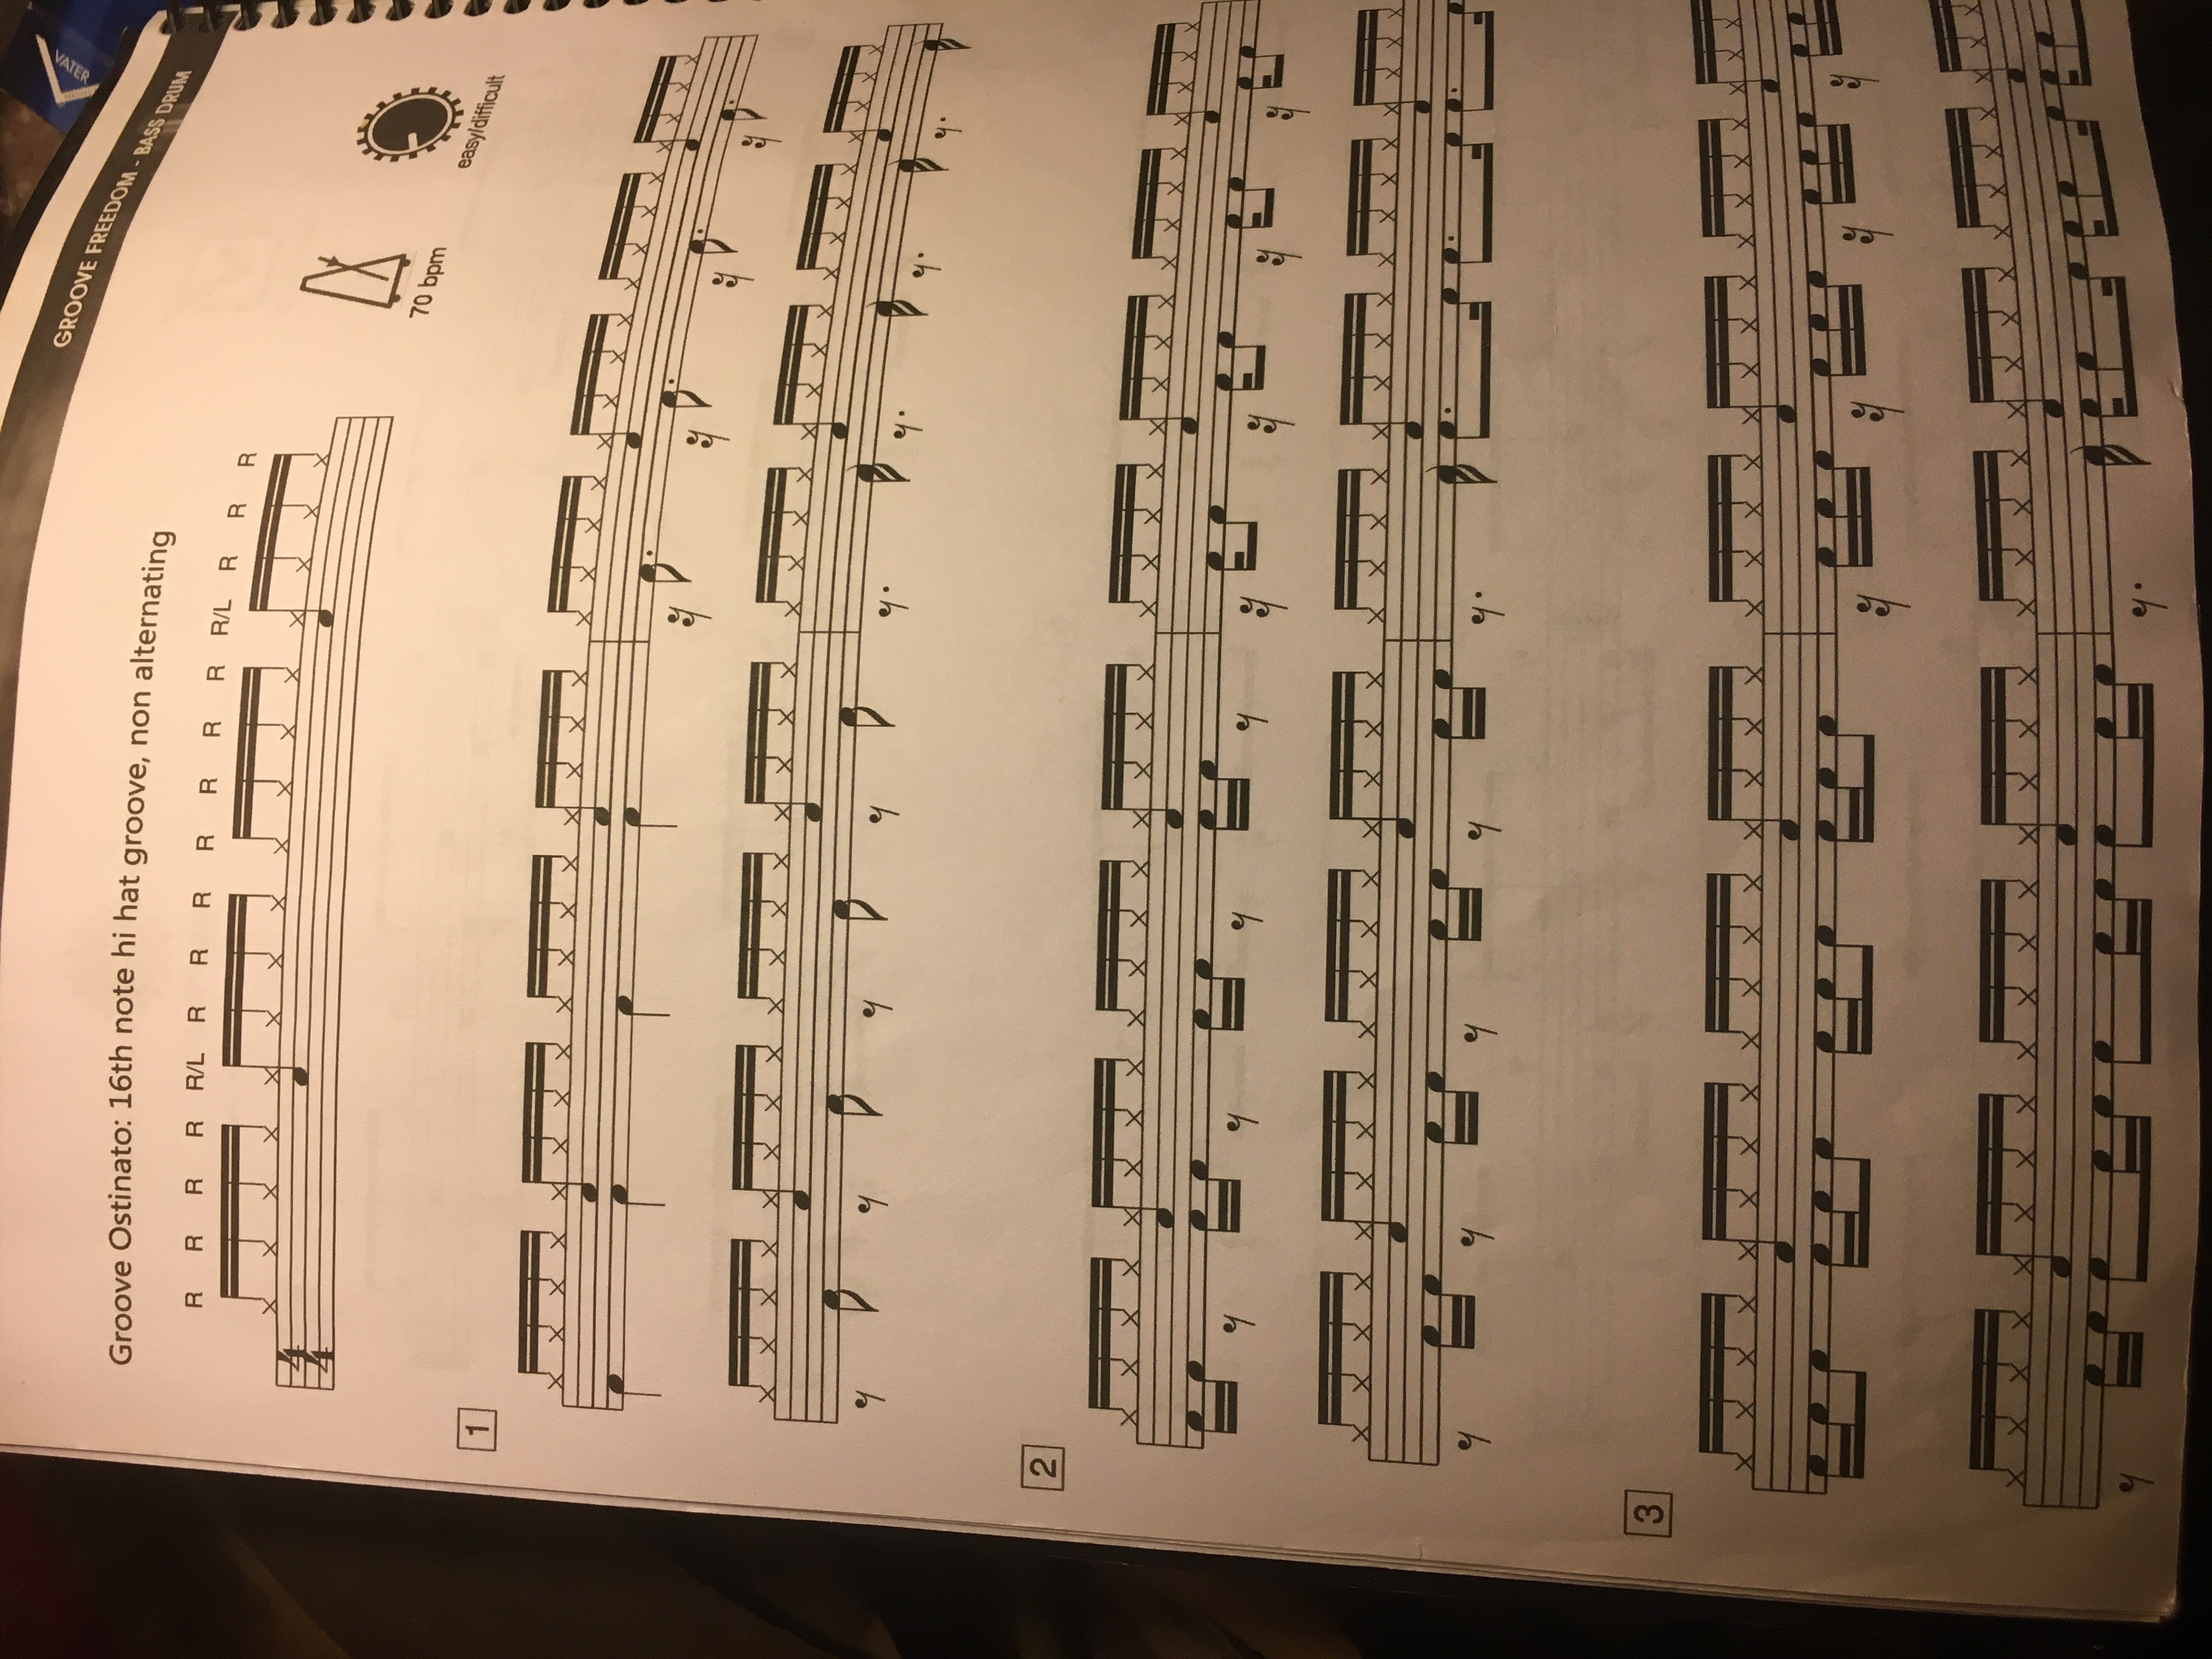 GROOVE FREEDOM - BASS DRUM
VATER
Groove Ostinato: 16th note hi hat groove, non alternating
R R R R R/L R R R R R R R R/L R R R
4
4
70 bpm
easy/difficult
1
2
3